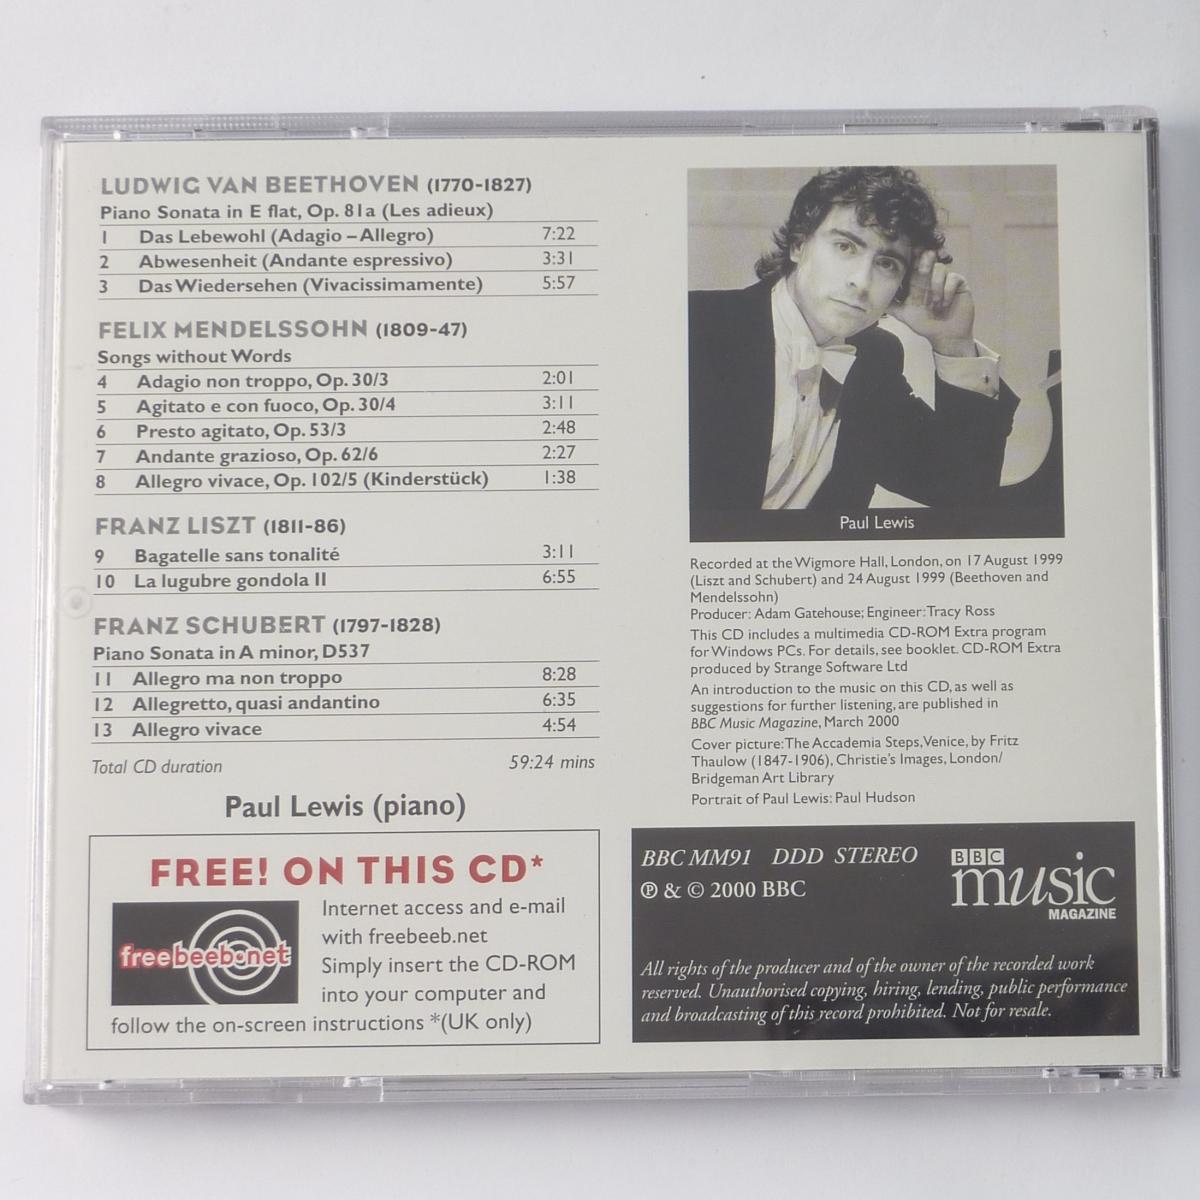 LUDWIG VAN BEETHOVEN (1770-1827)
Piano Sonata in E flat, Op. 81a (Les adieux)
1 Das Lebewohl (Adagio – Allegro) 7:22
2 Abwesenheit (Andante espressivo) 3:31
3 Das Wiedersehen (Vivacissimamente) 5:57
FELIX MENDELSSOHN (1809-47)
Songs without Words
4 Adagio non troppo, Op. 30/3 2:01
5 Agitato e con fuoco, Op. 30/4 3:11
6 Presto agitato, Op. 53/3 2:48
7 Andante grazioso, Op. 62/6 2:27
8 Allegro vivace, Op. 102/5 (Kinderstück) 1:38
FRANZ LISZT (1811-86)
9 Bagatelle sans tonalité 3:11
10 La lugubre gondola II 6:55
FRANZ SCHUBERT (1797-1828)
Piano Sonata in A minor, D537
11 Allegro ma non troppo 8:28
12 Allegretto, quasi andantino 6:35
13 Allegro vivace 4:54
Total CD duration 59:24 mins
Paul Lewis (piano)
FREE! ON THIS CD*
freebeeb.net
Internet access and e-mail
with freebeeb.net
Simply insert the CD-ROM
into your computer and
follow the on-screen instructions *(UK only)
Paul Lewis
Recorded at the Wigmore Hall, London, on 17 August 1999
(Liszt and Schubert) and 24 August 1999 (Beethoven and
Mendelssohn)
Producer: Adam Gatehouse; Engineer: Tracy Ross
This CD includes a multimedia CD-ROM Extra program
for Windows PCs. For details, see booklet. CD-ROM Extra
produced by Strange Software Ltd
An introduction to the music on this CD, as well as
suggestions for further listening, are published in
BBC Music Magazine, March 2000
Cover picture: The Accademia Steps, Venice, by Fritz
Thaulow (1847-1906), Christie's Images, London/
Bridgeman Art Library
Portrait of Paul Lewis: Paul Hudson
BBC MM91 DDD STEREO
℗ & © 2000 BBC
BBC
music
MAGAZINE
All rights of the producer and of the owner of the recorded work
reserved. Unauthorised copying, hiring, lending, public performance
and broadcasting of this record prohibited. Not for resale.